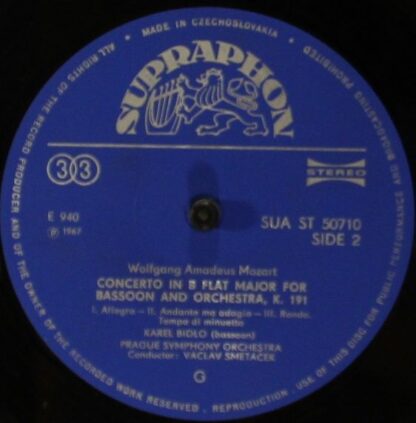 • MADE IN CZECHOSLOVAKIA •
ALL RIGHTS OF THE RECORD PRODUCER AND OF THE OWNER OF THE RECORDED WORK RESERVED . REPRODUCTION . USE OF THIS DISC FOR PUBLIC PERFORMANCE AND BROADCASTING PROHIBITED
SUPRAPHON
33
STEREO
E 940
℗ 1967
SUA ST 50710
SIDE 2
Wolfgang Amadeus Mozart
CONCERTO IN B FLAT MAJOR FOR
BASSOON AND ORCHESTRA, K. 191
I. Allegro — II. Andante ma adagio — III. Rondo.
Tempo di minuetto
KAREL BIDLO (bassoon)
PRAGUE SYMPHONY ORCHESTRA
Conductor: VÁCLAV SMETÁČEK
G